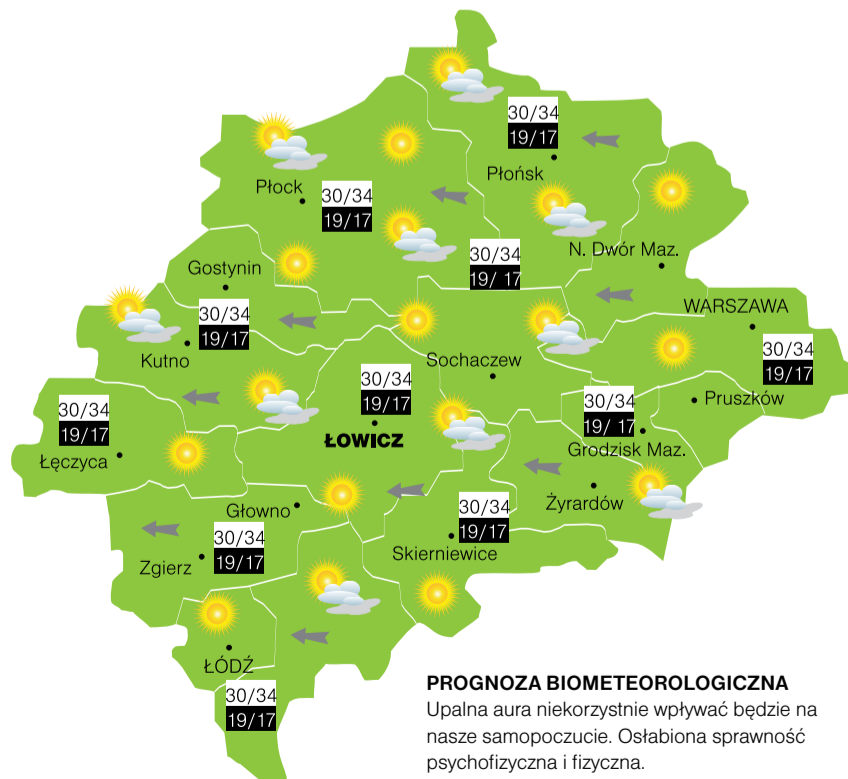 30/34
19/17
Płońsk
Płock
30/34
19/17
N. Dwór Maz.
30/34
19/ 17
Gostynin
30/34
19/17
Kutno
WARSZAWA
30/34
19/17
Sochaczew
30/34
19/17
ŁOWICZ
30/34
19/17
Łęczyca
Pruszków
30/34
19/ 17
Grodzisk Maz.
Żyrardów
Głowno
30/34
19/17
Skierniewice
30/34
19/17
Zgierz
ŁÓDŹ
30/34
19/17
PROGNOZA BIOMETEOROLOGICZNA
Upalna aura niekorzystnie wpływać będzie na
nasze samopoczucie. Osłabiona sprawność
psychofizyczna i fizyczna.